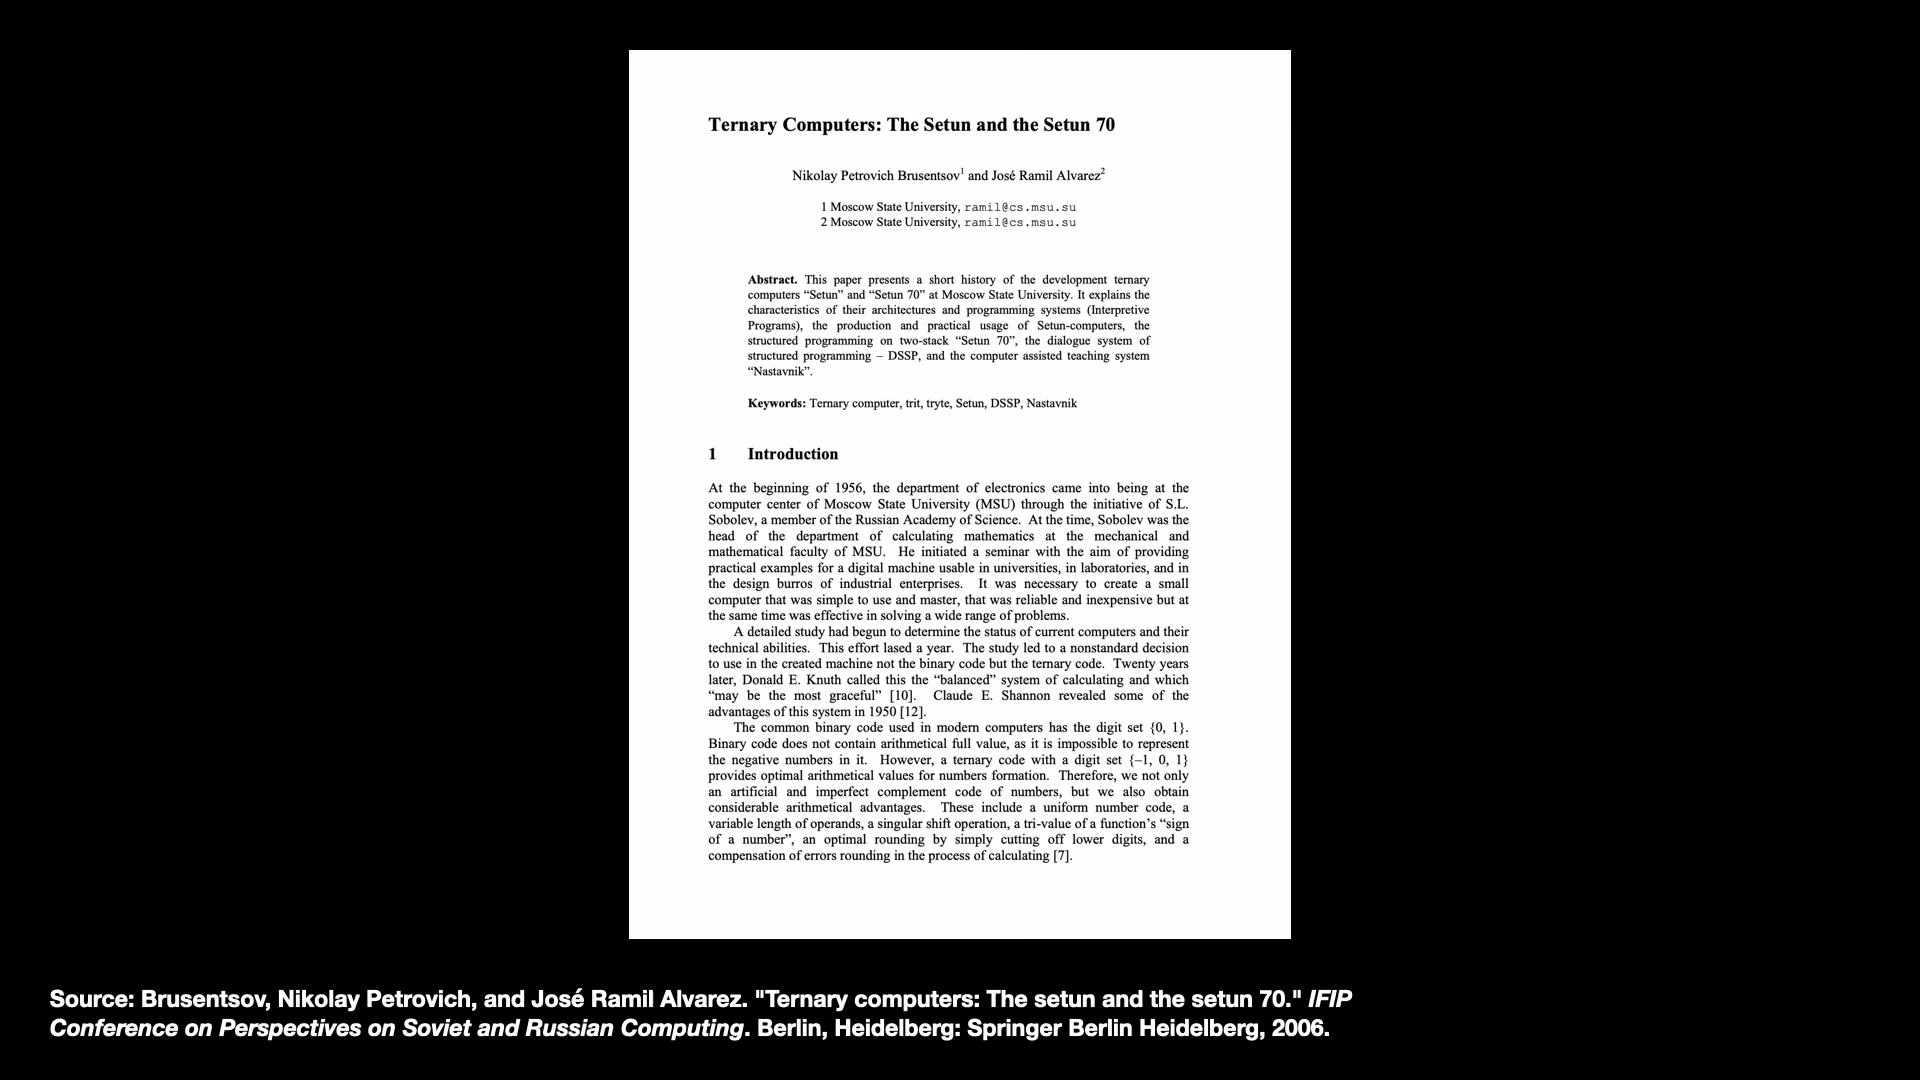 Ternary Computers: The Setun and the Setun 70
Nikolay Petrovich Brusentsov1 and José Ramil Alvarez2
1 Moscow State University, ramil@cs.msu.su
2 Moscow State University, ramil@cs.msu.su
Abstract. This paper presents a short history of the development ternary
computers “Setun” and “Setun 70” at Moscow State University. It explains the
characteristics of their architectures and programming systems (Interpretive
Programs), the production and practical usage of Setun-computers, the
structured programming on two-stack “Setun 70”, the dialogue system of
structured programming – DSSP, and the computer assisted teaching system
“Nastavnik”.
Keywords: Ternary computer, trit, tryte, Setun, DSSP, Nastavnik
1 Introduction
At the beginning of 1956, the department of electronics came into being at the
computer center of Moscow State University (MSU) through the initiative of S.L.
Sobolev, a member of the Russian Academy of Science. At the time, Sobolev was the
head of the department of calculating mathematics at the mechanical and
mathematical faculty of MSU. He initiated a seminar with the aim of providing
practical examples for a digital machine usable in universities, in laboratories, and in
the design burros of industrial enterprises. It was necessary to create a small
computer that was simple to use and master, that was reliable and inexpensive but at
the same time was effective in solving a wide range of problems.
A detailed study had begun to determine the status of current computers and their
technical abilities. This effort lased a year. The study led to a nonstandard decision
to use in the created machine not the binary code but the ternary code. Twenty years
later, Donald E. Knuth called this the “balanced” system of calculating and which
“may be the most graceful” [10]. Claude E. Shannon revealed some of the
advantages of this system in 1950 [12].
The common binary code used in modern computers has the digit set {0, 1}.
Binary code does not contain arithmetical full value, as it is impossible to represent
the negative numbers in it. However, a ternary code with a digit set {–1, 0, 1}
provides optimal arithmetical values for numbers formation. Therefore, we not only
an artificial and imperfect complement code of numbers, but we also obtain
considerable arithmetical advantages. These include a uniform number code, a
variable length of operands, a singular shift operation, a tri-value of a function’s “sign
of a number”, an optimal rounding by simply cutting off lower digits, and a
compensation of errors rounding in the process of calculating [7].
Source: Brusentsov, Nikolay Petrovich, and José Ramil Alvarez. "Ternary computers: The setun and the setun 70." IFIP
Conference on Perspectives on Soviet and Russian Computing. Berlin, Heidelberg: Springer Berlin Heidelberg, 2006.